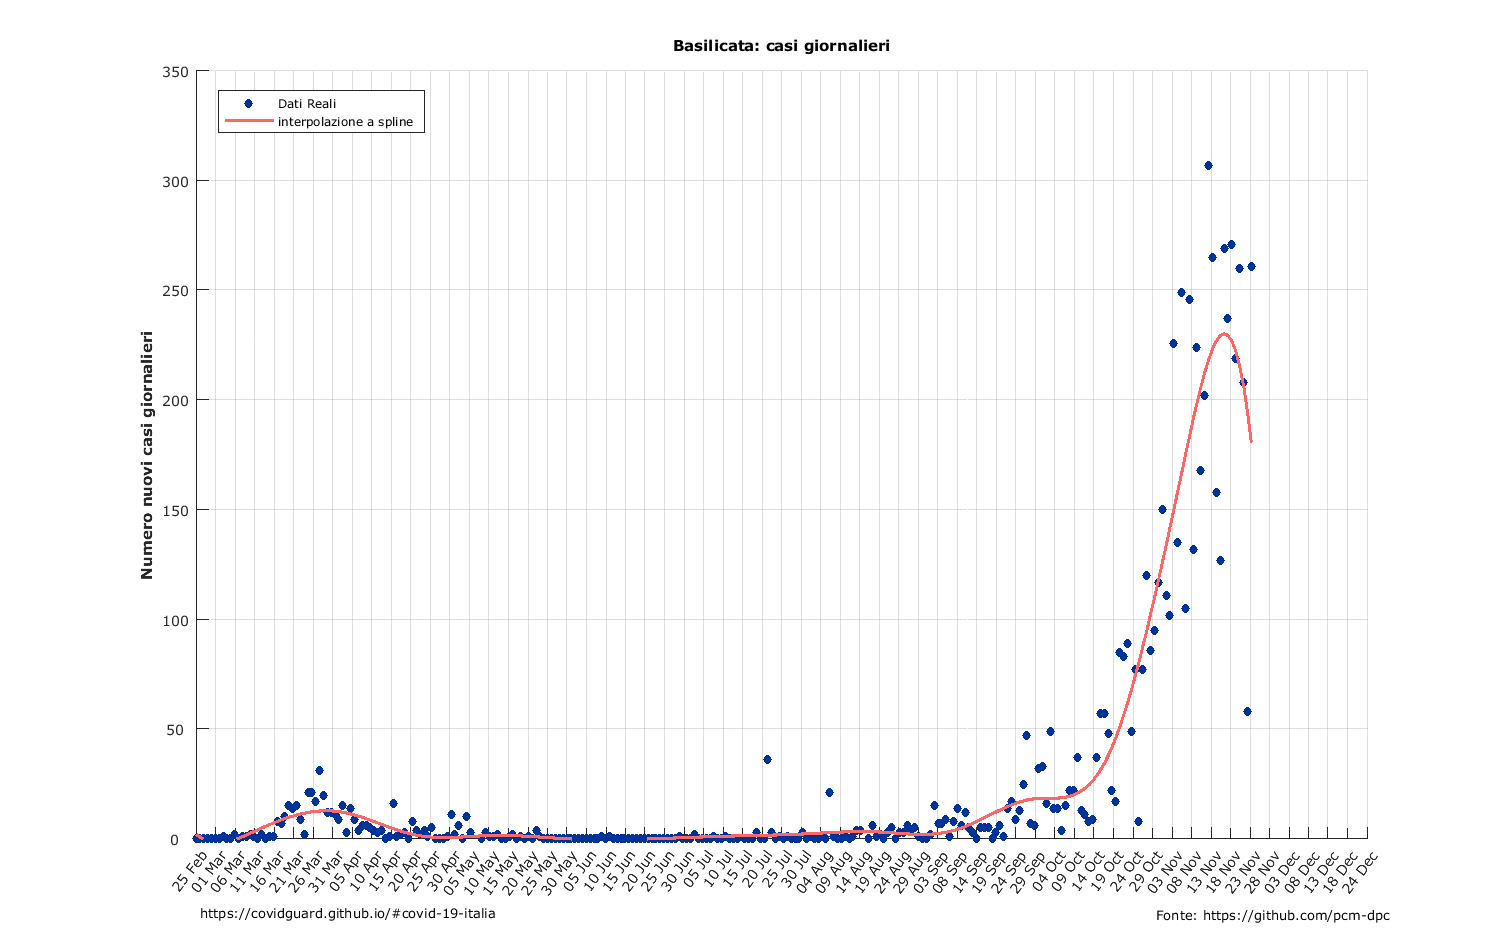 Basilicata: casi giornalieri
350
300
250
200
150
100
50
0
Numero nuovi casi giornalieri
Dati Reali
interpolazione a spline
25 Feb
01 Mar
06 Mar
11 Mar
16 Mar
21 Mar
26 Mar
31 Mar
05 Apr
10 Apr
15 Apr
20 Apr
25 Apr
30 Apr
05 May
10 May
15 May
20 May
25 May
30 May
05 Jun
10 Jun
15 Jun
20 Jun
25 Jun
30 Jun
05 Jul
10 Jul
15 Jul
20 Jul
25 Jul
30 Jul
04 Aug
09 Aug
14 Aug
19 Aug
24 Aug
29 Aug
03 Sep
08 Sep
14 Sep
19 Sep
24 Sep
29 Sep
04 Oct
09 Oct
14 Oct
19 Oct
24 Oct
29 Oct
03 Nov
08 Nov
13 Nov
18 Nov
23 Nov
28 Nov
03 Dec
08 Dec
13 Dec
18 Dec
24 Dec
https://covidguard.github.io/#covid-19-italia
Fonte: https://github.com/pcm-dpc